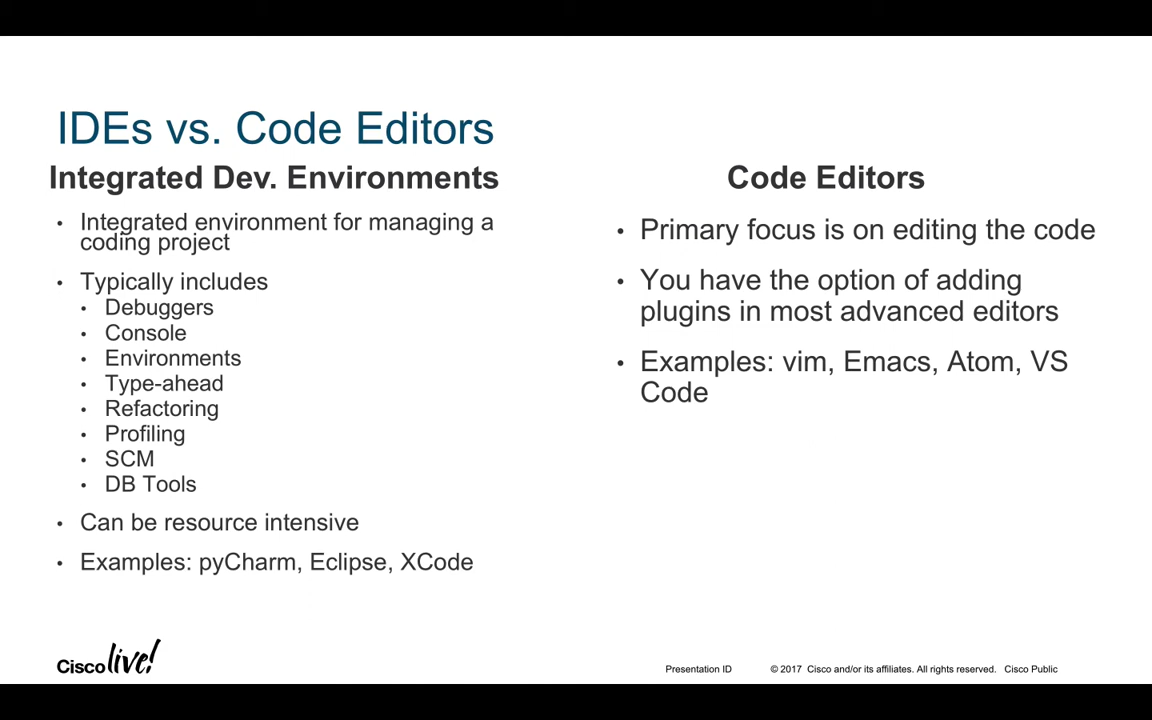 IDEs vs. Code Editors
Integrated Dev. Environments
• Integrated environment for managing a
coding project
• Typically includes
• Debuggers
• Console
• Environments
• Type-ahead
• Refactoring
• Profiling
• SCM
• DB Tools
• Can be resource intensive
• Examples: pyCharm, Eclipse, XCode
Code Editors
• Primary focus is on editing the code
• You have the option of adding
plugins in most advanced editors
• Examples: vim, Emacs, Atom, VS
Code
Cisco live!
Presentation ID © 2017 Cisco and/or its affiliates. All rights reserved. Cisco Public